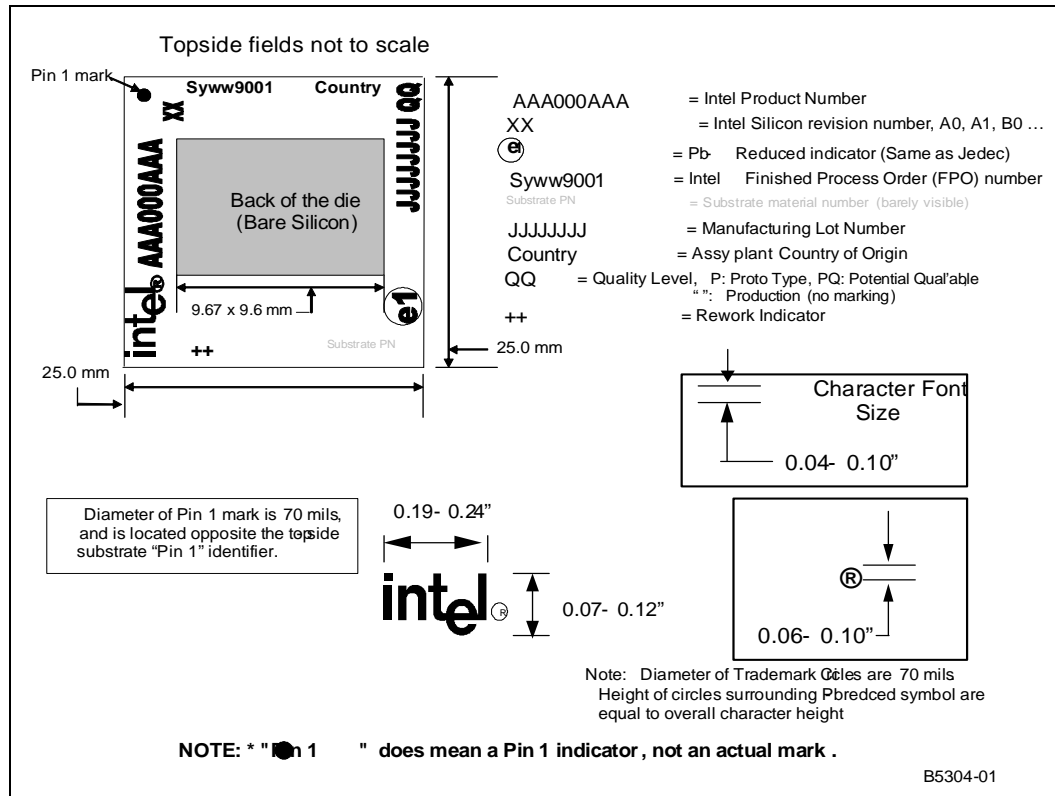 Topside fields not to scale
Pin 1 mark
Syww9001 Country
XX
AAA000AAA
intel®
JJJJJJJJ QQ
e1
Back of the die
(Bare Silicon)
9.67 x 9.6 mm
++
Substrate PN
25.0 mm
25.0 mm
AAA000AAA = Intel Product Number
XX = Intel Silicon revision number, A0, A1, B0 ...
e1 = Pb- Reduced indicator (Same as Jedec)
Syww9001 = Intel Finished Process Order (FPO) number
Substrate PN = Substrate material number (barely visible)
JJJJJJJJ = Manufacturing Lot Number
Country = Assy plant Country of Origin
QQ = Quality Level, P: Proto Type, PQ: Potential Qual'able
“ ”: Production (no marking)
++ = Rework Indicator
Character Font
Size
0.04- 0.10”
Diameter of Pin 1 mark is 70 mils,
and is located opposite the topside
substrate “Pin 1” identifier.
0.19- 0.24”
intel®
0.07- 0.12”
®
0.06- 0.10”
Note: Diameter of Trademark Circles are 70 mils.
Height of circles surrounding Pb-redced symbol are
equal to overall character height
NOTE: * "Pin 1 " does mean a Pin 1 indicator, not an actual mark .
B5304-01